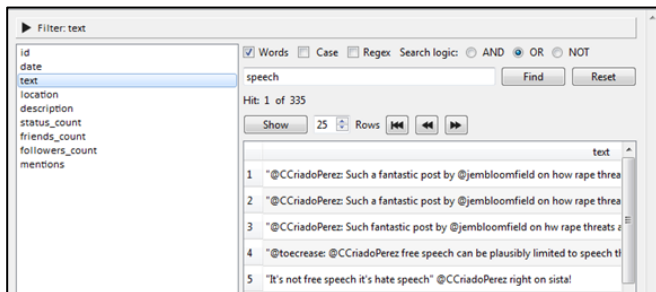 Filter: text
id
date
text
location
description
status_count
friends_count
followers_count
mentions
Words Case Regex Search logic: AND OR NOT
speech Find Reset
Hit: 1 of 335
Show 25 Rows
text
1 "@CCriadoPerez: Such a fantastic post by @jembloomfield on how rape threa
2 "@CCriadoPerez: Such a fantastic post by @jembloomfield on how rape threa
3 "@CCriadoPerez: Such fantastic post by @jembloomfield on hw rape threats a
4 "@toecrease: @CCriadoPerez free speech can be plausibly limited to speech th
5 "It's not free speech it's hate speech" @CCriadoPerez right on sista!